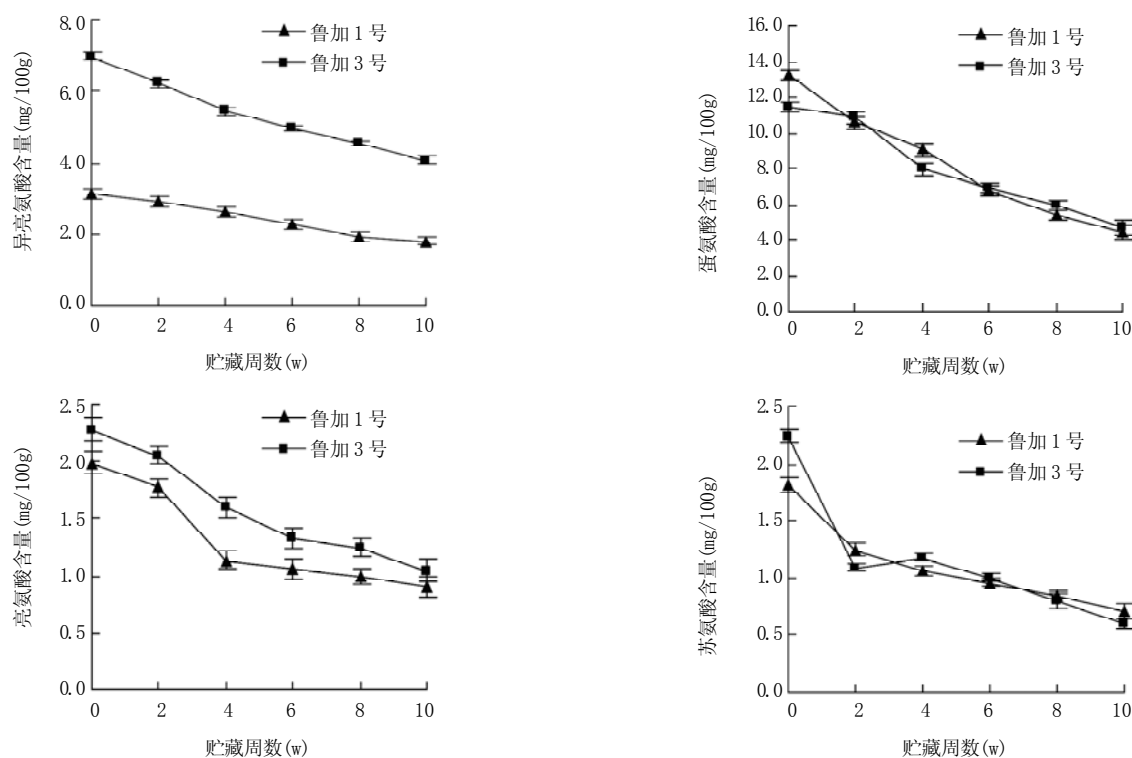 异亮氨酸含量(mg/100g)
8.0
6.0
4.0
2.0
0.0
鲁加1号
鲁加3号
0 2 4 6 8 10
贮藏周数(w)
蛋氨酸含量(mg/100g)
16.0
14.0
12.0
10.0
8.0
6.0
4.0
2.0
0.0
鲁加1号
鲁加3号
0 2 4 6 8 10
贮藏周数(w)
亮氨酸含量(mg/100g)
2.5
2.0
1.5
1.0
0.5
0.0
鲁加1号
鲁加3号
0 2 4 6 8 10
贮藏周数(w)
苏氨酸含量(mg/100g)
2.5
2.0
1.5
1.0
0.5
0.0
鲁加1号
鲁加3号
0 2 4 6 8 10
贮藏周数(w)